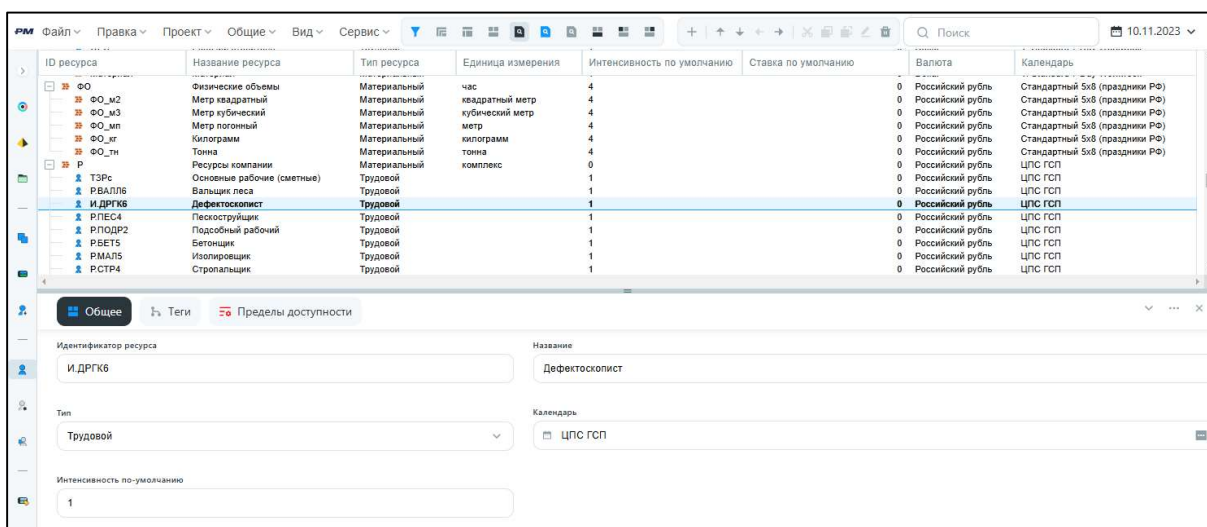 PM Файл Правка Проект Общие Вид Сервис Поиск 10.11.2023
ID ресурса Название ресурса Тип ресурса Единица измерения Интенсивность по умолчанию Ставка по умолчанию Валюта Календарь
ФО Физические объемы Материальный час 4 0 Российский рубль Стандартный 5x8 (праздники РФ)
ФО_м2 Метр квадратный Материальный квадратный метр 4 0 Российский рубль Стандартный 5x8 (праздники РФ)
ФО_м3 Метр кубический Материальный кубический метр 4 0 Российский рубль Стандартный 5x8 (праздники РФ)
ФО_мп Метр погонный Материальный метр 4 0 Российский рубль Стандартный 5x8 (праздники РФ)
ФО_кг Килограмм Материальный килограмм 4 0 Российский рубль Стандартный 5x8 (праздники РФ)
ФО_тн Тонна Материальный тонна 4 0 Российский рубль Стандартный 5x8 (праздники РФ)
Р Ресурсы компании Материальный комплекс 0 0 Российский рубль ЦПС ГСП
ТЗРс Основные рабочие (сметные) Трудовой 1 0 Российский рубль ЦПС ГСП
Р.ВАЛЛ6 Вальщик леса Трудовой 1 0 Российский рубль ЦПС ГСП
И.ДРГК6 Дефектоскопист Трудовой 1 0 Российский рубль ЦПС ГСП
Р.ПЕС4 Пескоструйщик Трудовой 1 0 Российский рубль ЦПС ГСП
Р.ПОДР2 Подсобный рабочий Трудовой 1 0 Российский рубль ЦПС ГСП
Р.БЕТ5 Бетонщик Трудовой 1 0 Российский рубль ЦПС ГСП
Р.МАЛ5 Изолировщик Трудовой 1 0 Российский рубль ЦПС ГСП
Р.СТР4 Стропальщик Трудовой 1 0 Российский рубль ЦПС ГСП
Общее Теги Пределы доступности
Идентификатор ресурса Название
И.ДРГК6 Дефектоскопист
Тип Календарь
Трудовой ЦПС ГСП
Интенсивность по-умолчанию
1